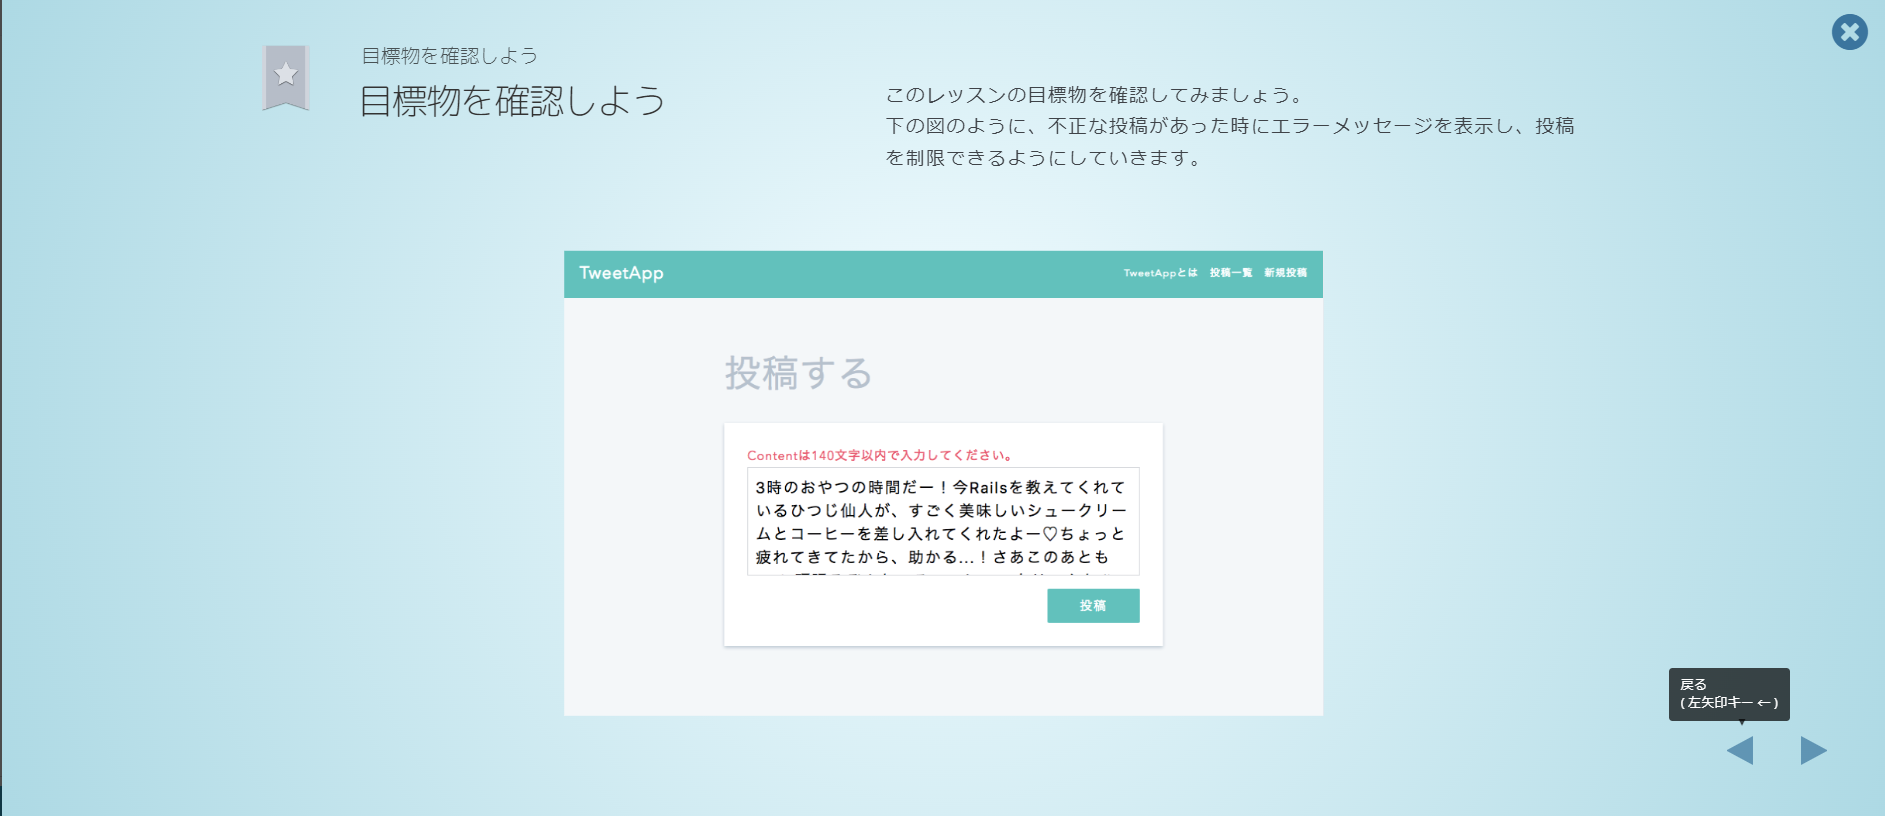 目標物を確認しよう
目標物を確認しよう
このレッスンの目標物を確認してみましょう。
下の図のように、不正な投稿があった時にエラーメッセージを表示し、投稿
を制限できるようにしていきます。
TweetApp
TweetAppとは 投稿一覧 新規投稿
投稿する
Contentは140文字以内で入力してください。
3時のおやつの時間だー！今Railsを教えてくれて
いるひつじ仙人が、すごく美味しいシュークリー
ムとコーヒーを差し入れてくれたよー♡ちょっと
疲れてきてたから、助かる...！さあこのあとも
投稿
戻る
(左矢印キー←)